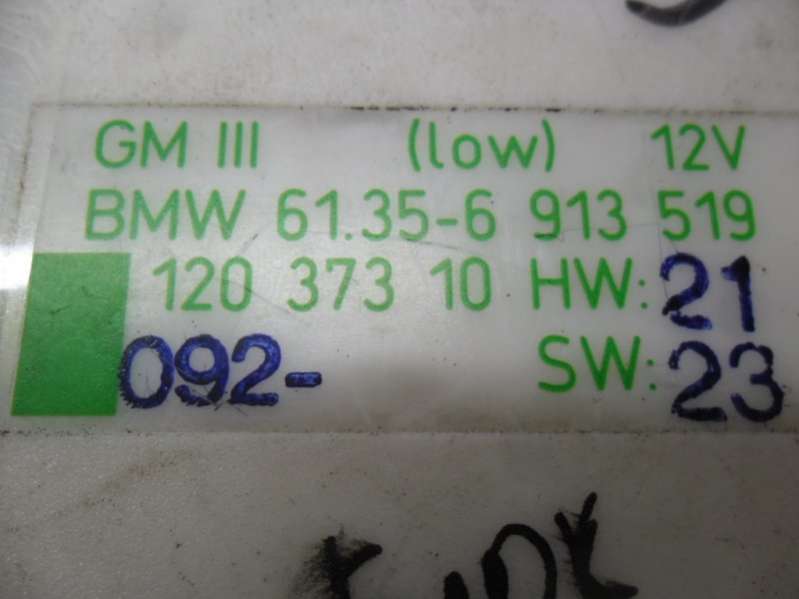 GM III (low) 12V
BMW 61.35-6 913 519
120 373 10 HW: 21
092- SW: 23